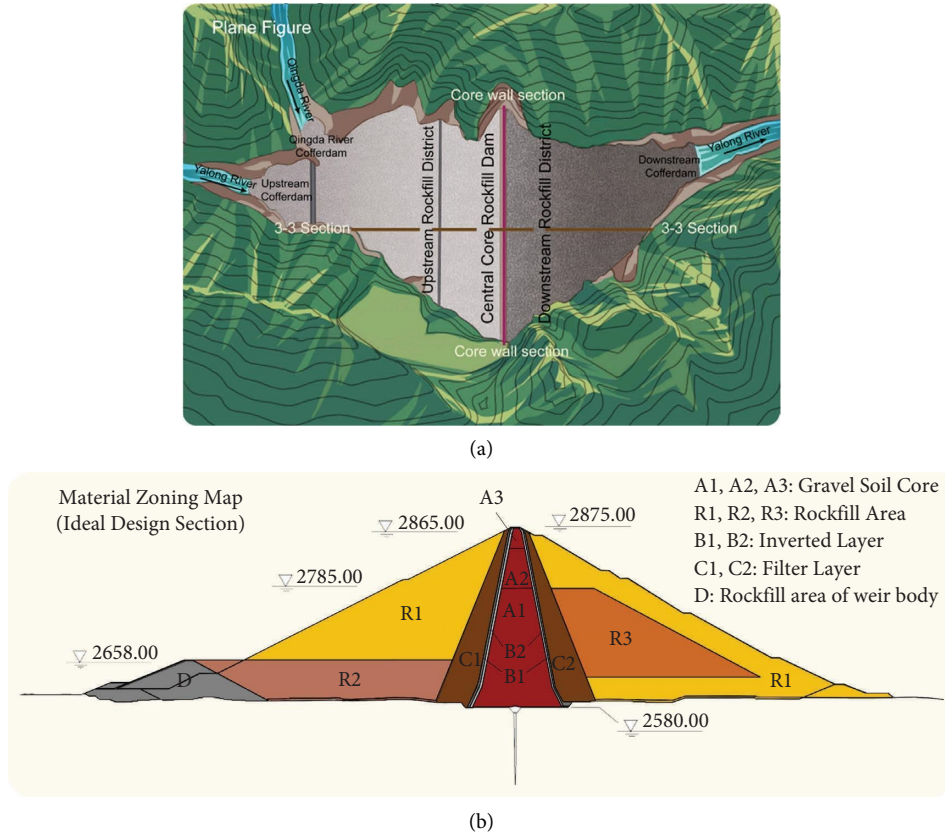 Plane Figure
Qingda River
Core wall section
Qingda River
Cofferdam
Yalong River
Upstream
Cofferdam
Upstream Rockfill District
Central Core Rockfill Dam
Downstream Rockfill District
Downstream
Cofferdam
Yalong River
3-3 Section
3-3 Section
Core wall section
(a)
Material Zoning Map
(Ideal Design Section)
A3
2865.00
2875.00
2785.00
2658.00
2580.00
A2
A1
R1
R3
B2
C1
C2
B1
D
R2
R1
A1, A2, A3: Gravel Soil Core
R1, R2, R3: Rockfill Area
B1, B2: Inverted Layer
C1, C2: Filter Layer
D: Rockfill area of weir body
(b)